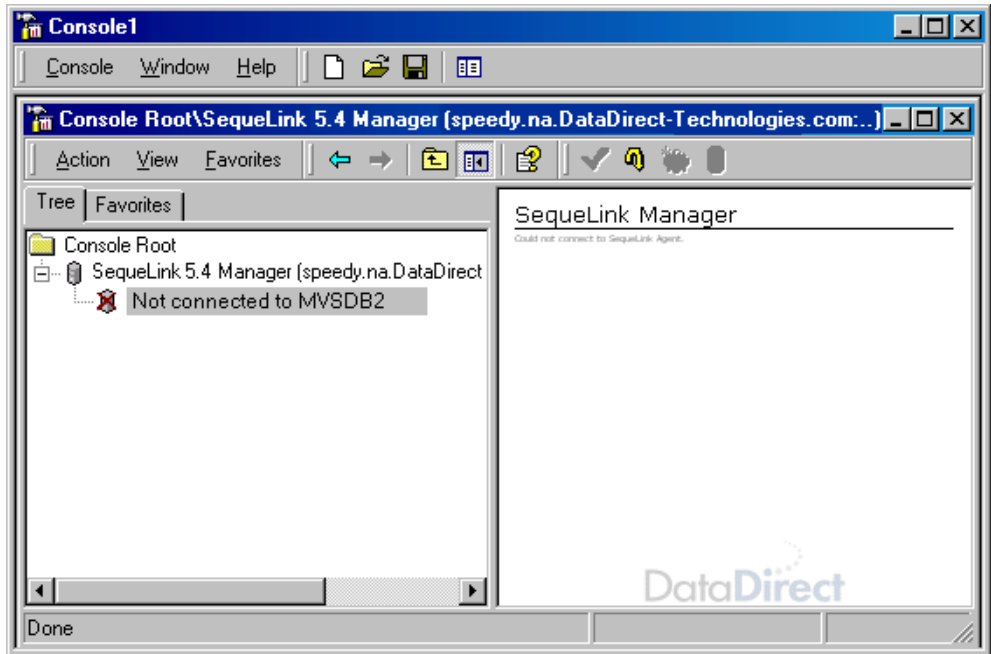 Console1
Console Window Help
Console Root\SequeLink 5.4 Manager (speedy.na.DataDirect-Technologies.com:..)
Action View Favorites
Tree Favorites
SequeLink Manager
Could not connect to SequeLink Agent.
Console Root
SequeLink 5.4 Manager (speedy.na.DataDirect
Not connected to MVSDB2
DataDirect
Done